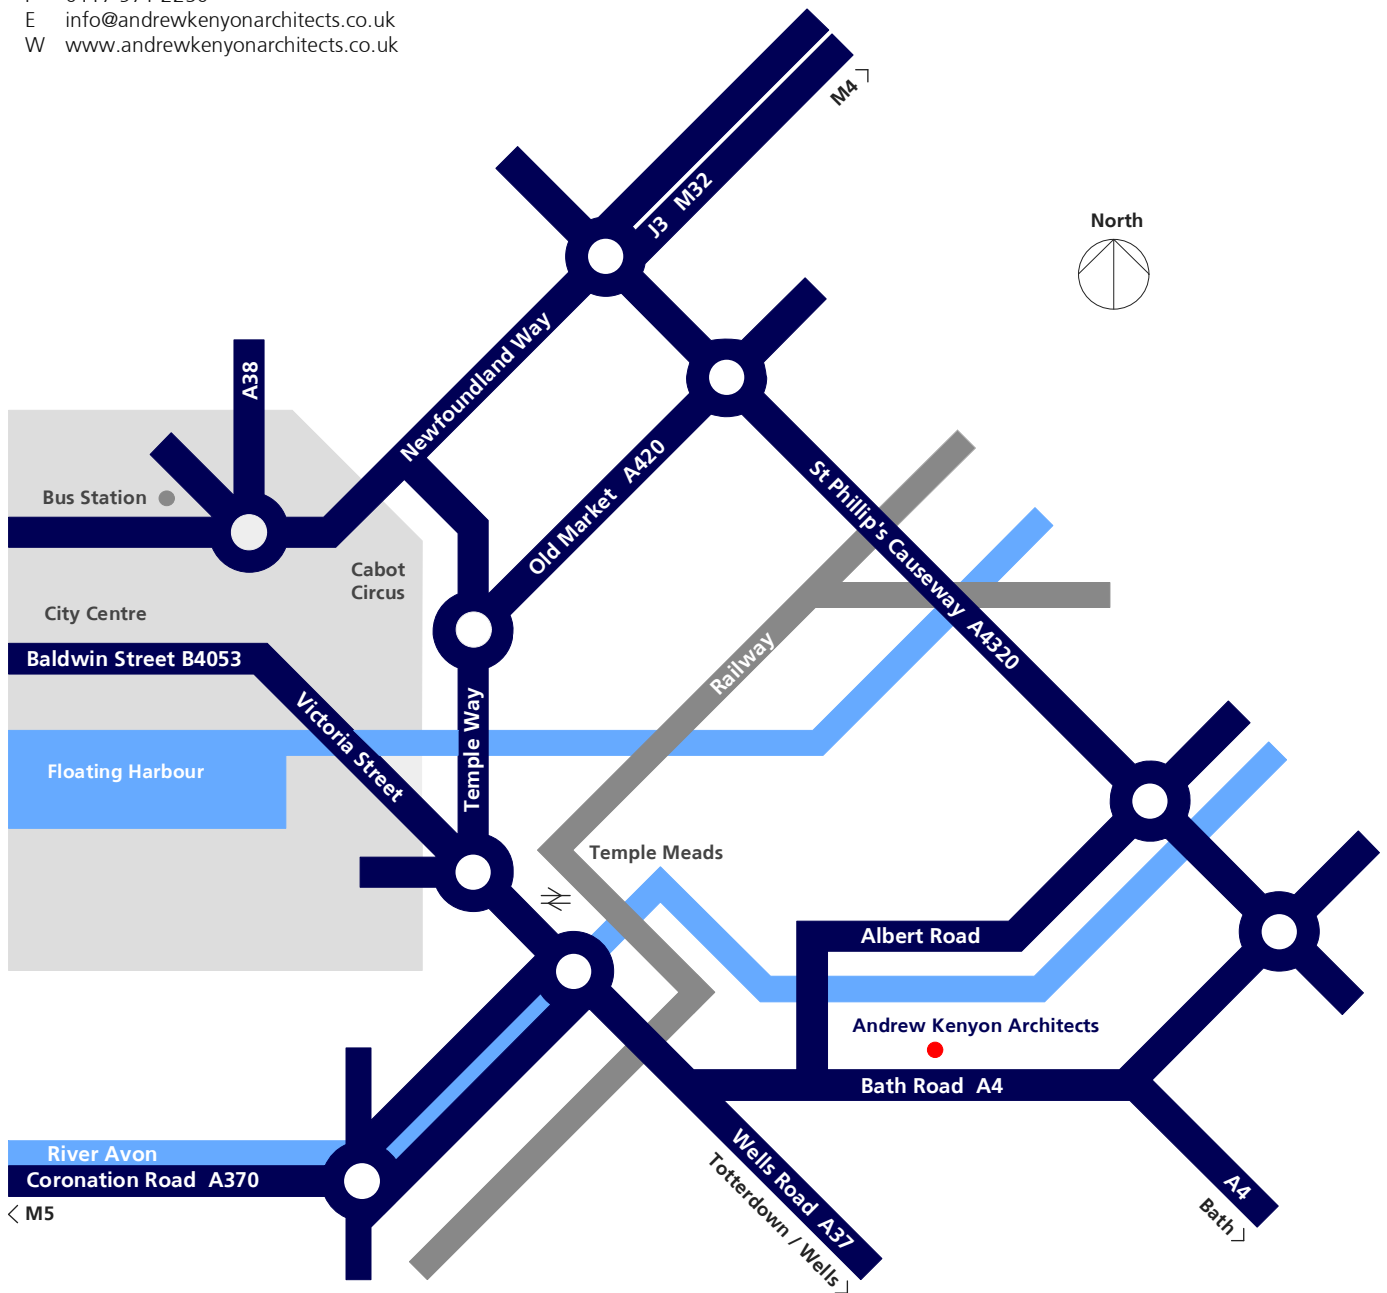 E info@andrewkenyonarchitects.co.uk
W www.andrewkenyonarchitects.co.uk
M4
J3 M32
North
Newfoundland Way
A38
Old Market A420
St Phillip's Causeway A4320
Bus Station
Cabot
Circus
City Centre
Baldwin Street B4053
Railway
Victoria Street
Temple Way
Floating Harbour
Temple Meads
Albert Road
Andrew Kenyon Architects
Bath Road A4
River Avon
Coronation Road A370
M5
Wells Road A37
Totterdown / Wells
A4
Bath